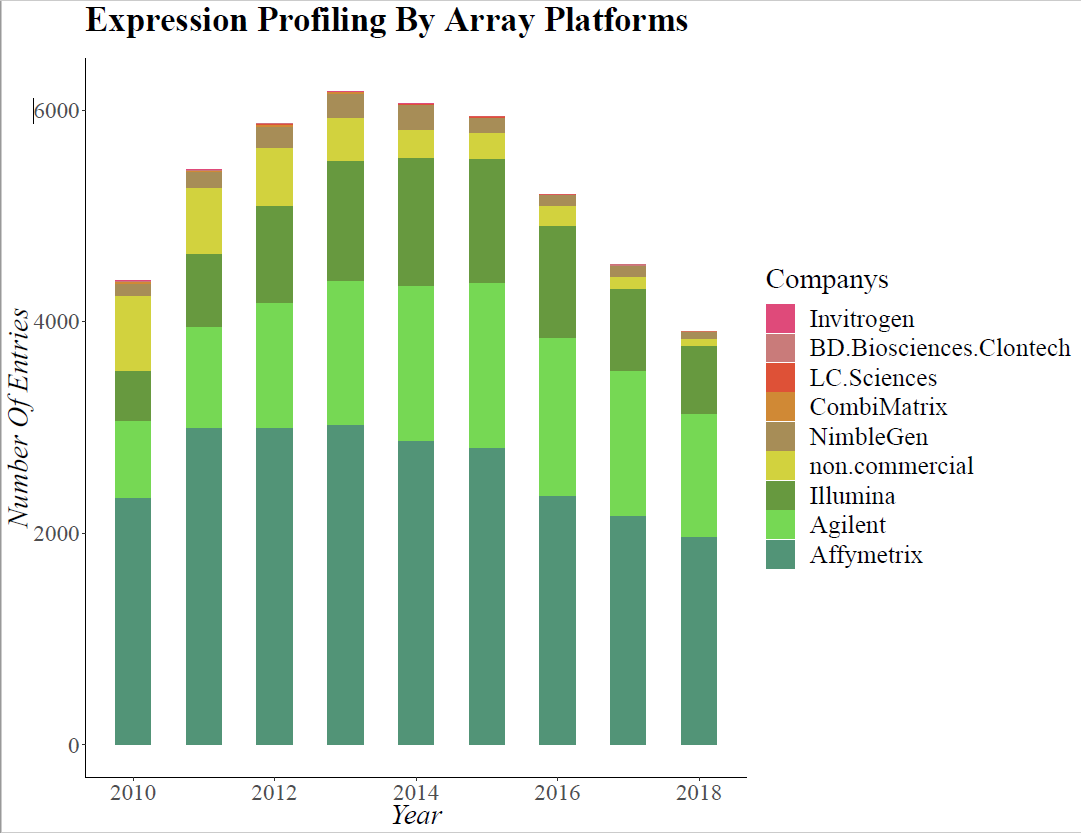 Expression Profiling By Array Platforms
Number Of Entries
6000
4000
2000
0
2010 2012 2014 2016 2018
Year
Companys
Invitrogen
BD.Biosciences.Clontech
LC.Sciences
CombiMatrix
NimbleGen
non.commercial
Illumina
Agilent
Affymetrix